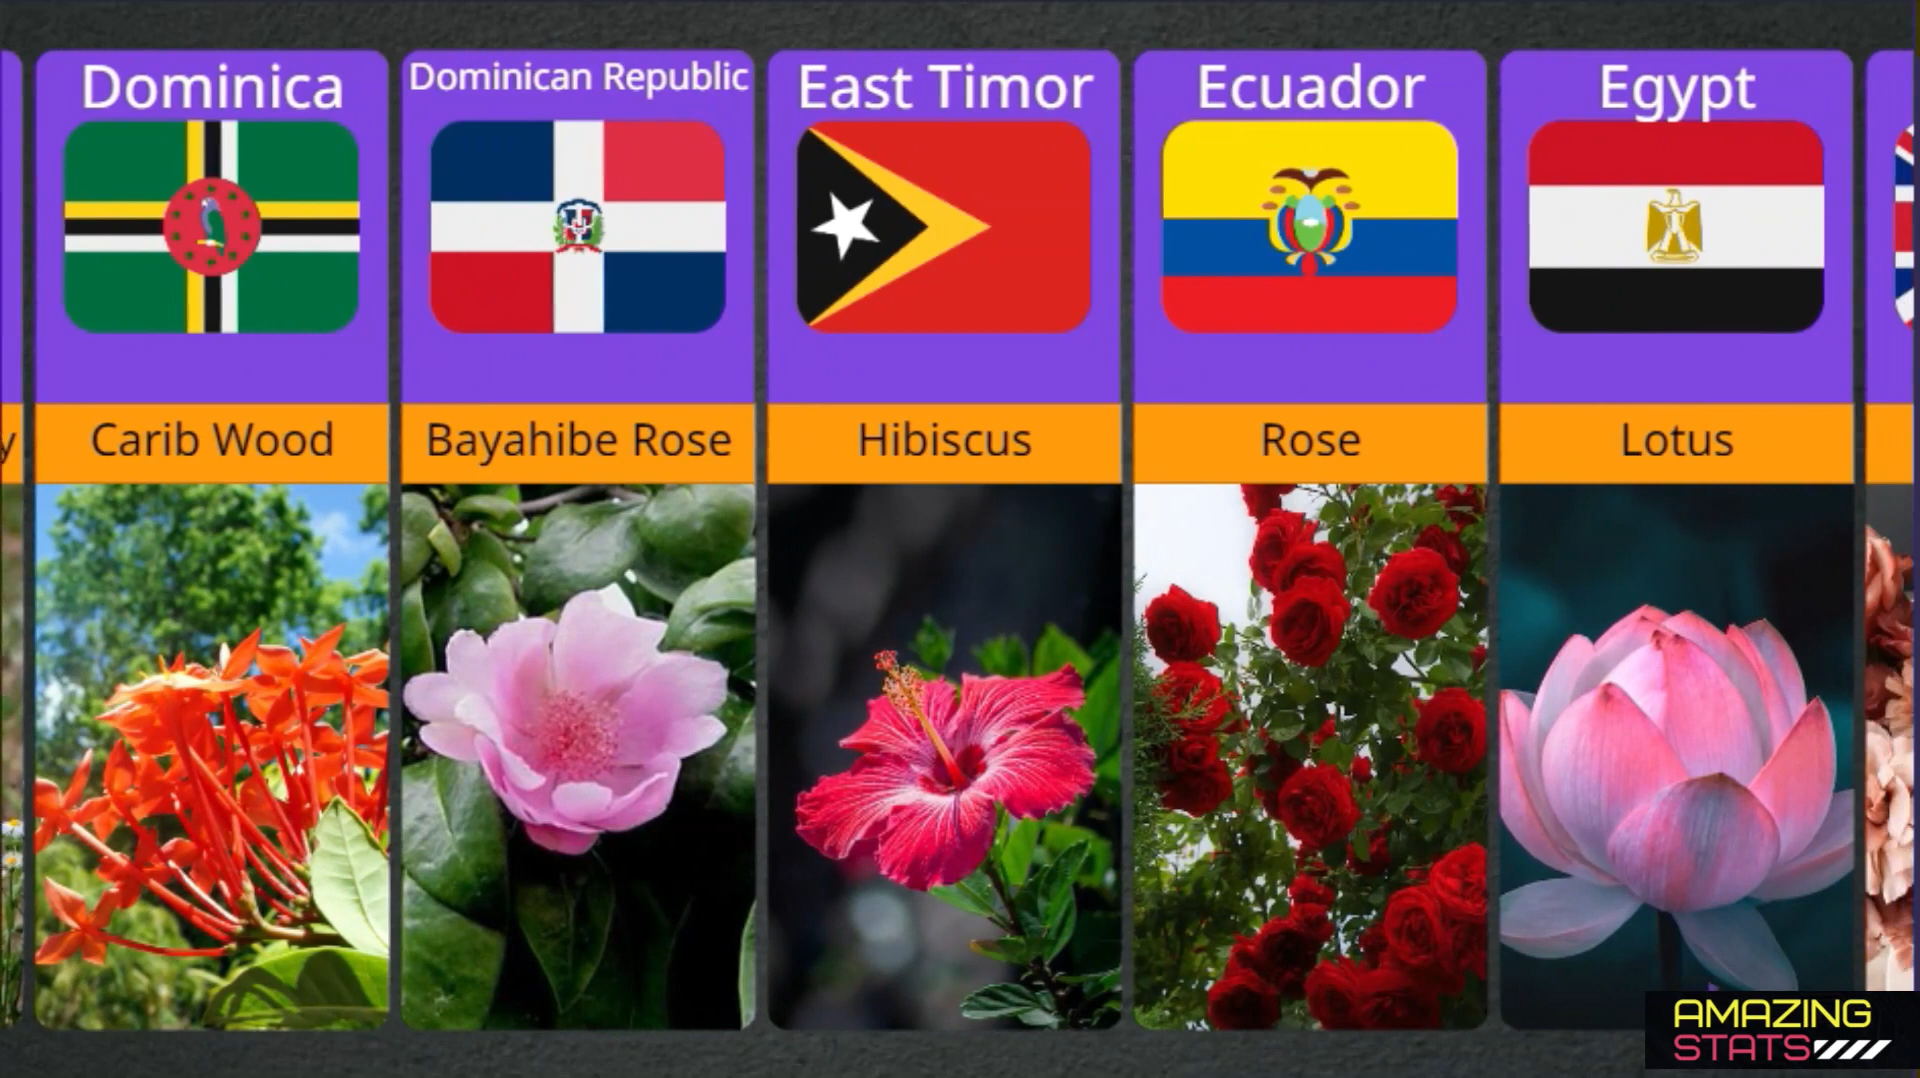 Dominica
Dominican Republic
East Timor
Ecuador
Egypt
y
Carib Wood
Bayahibe Rose
Hibiscus
Rose
Lotus
AMAZING
STATS